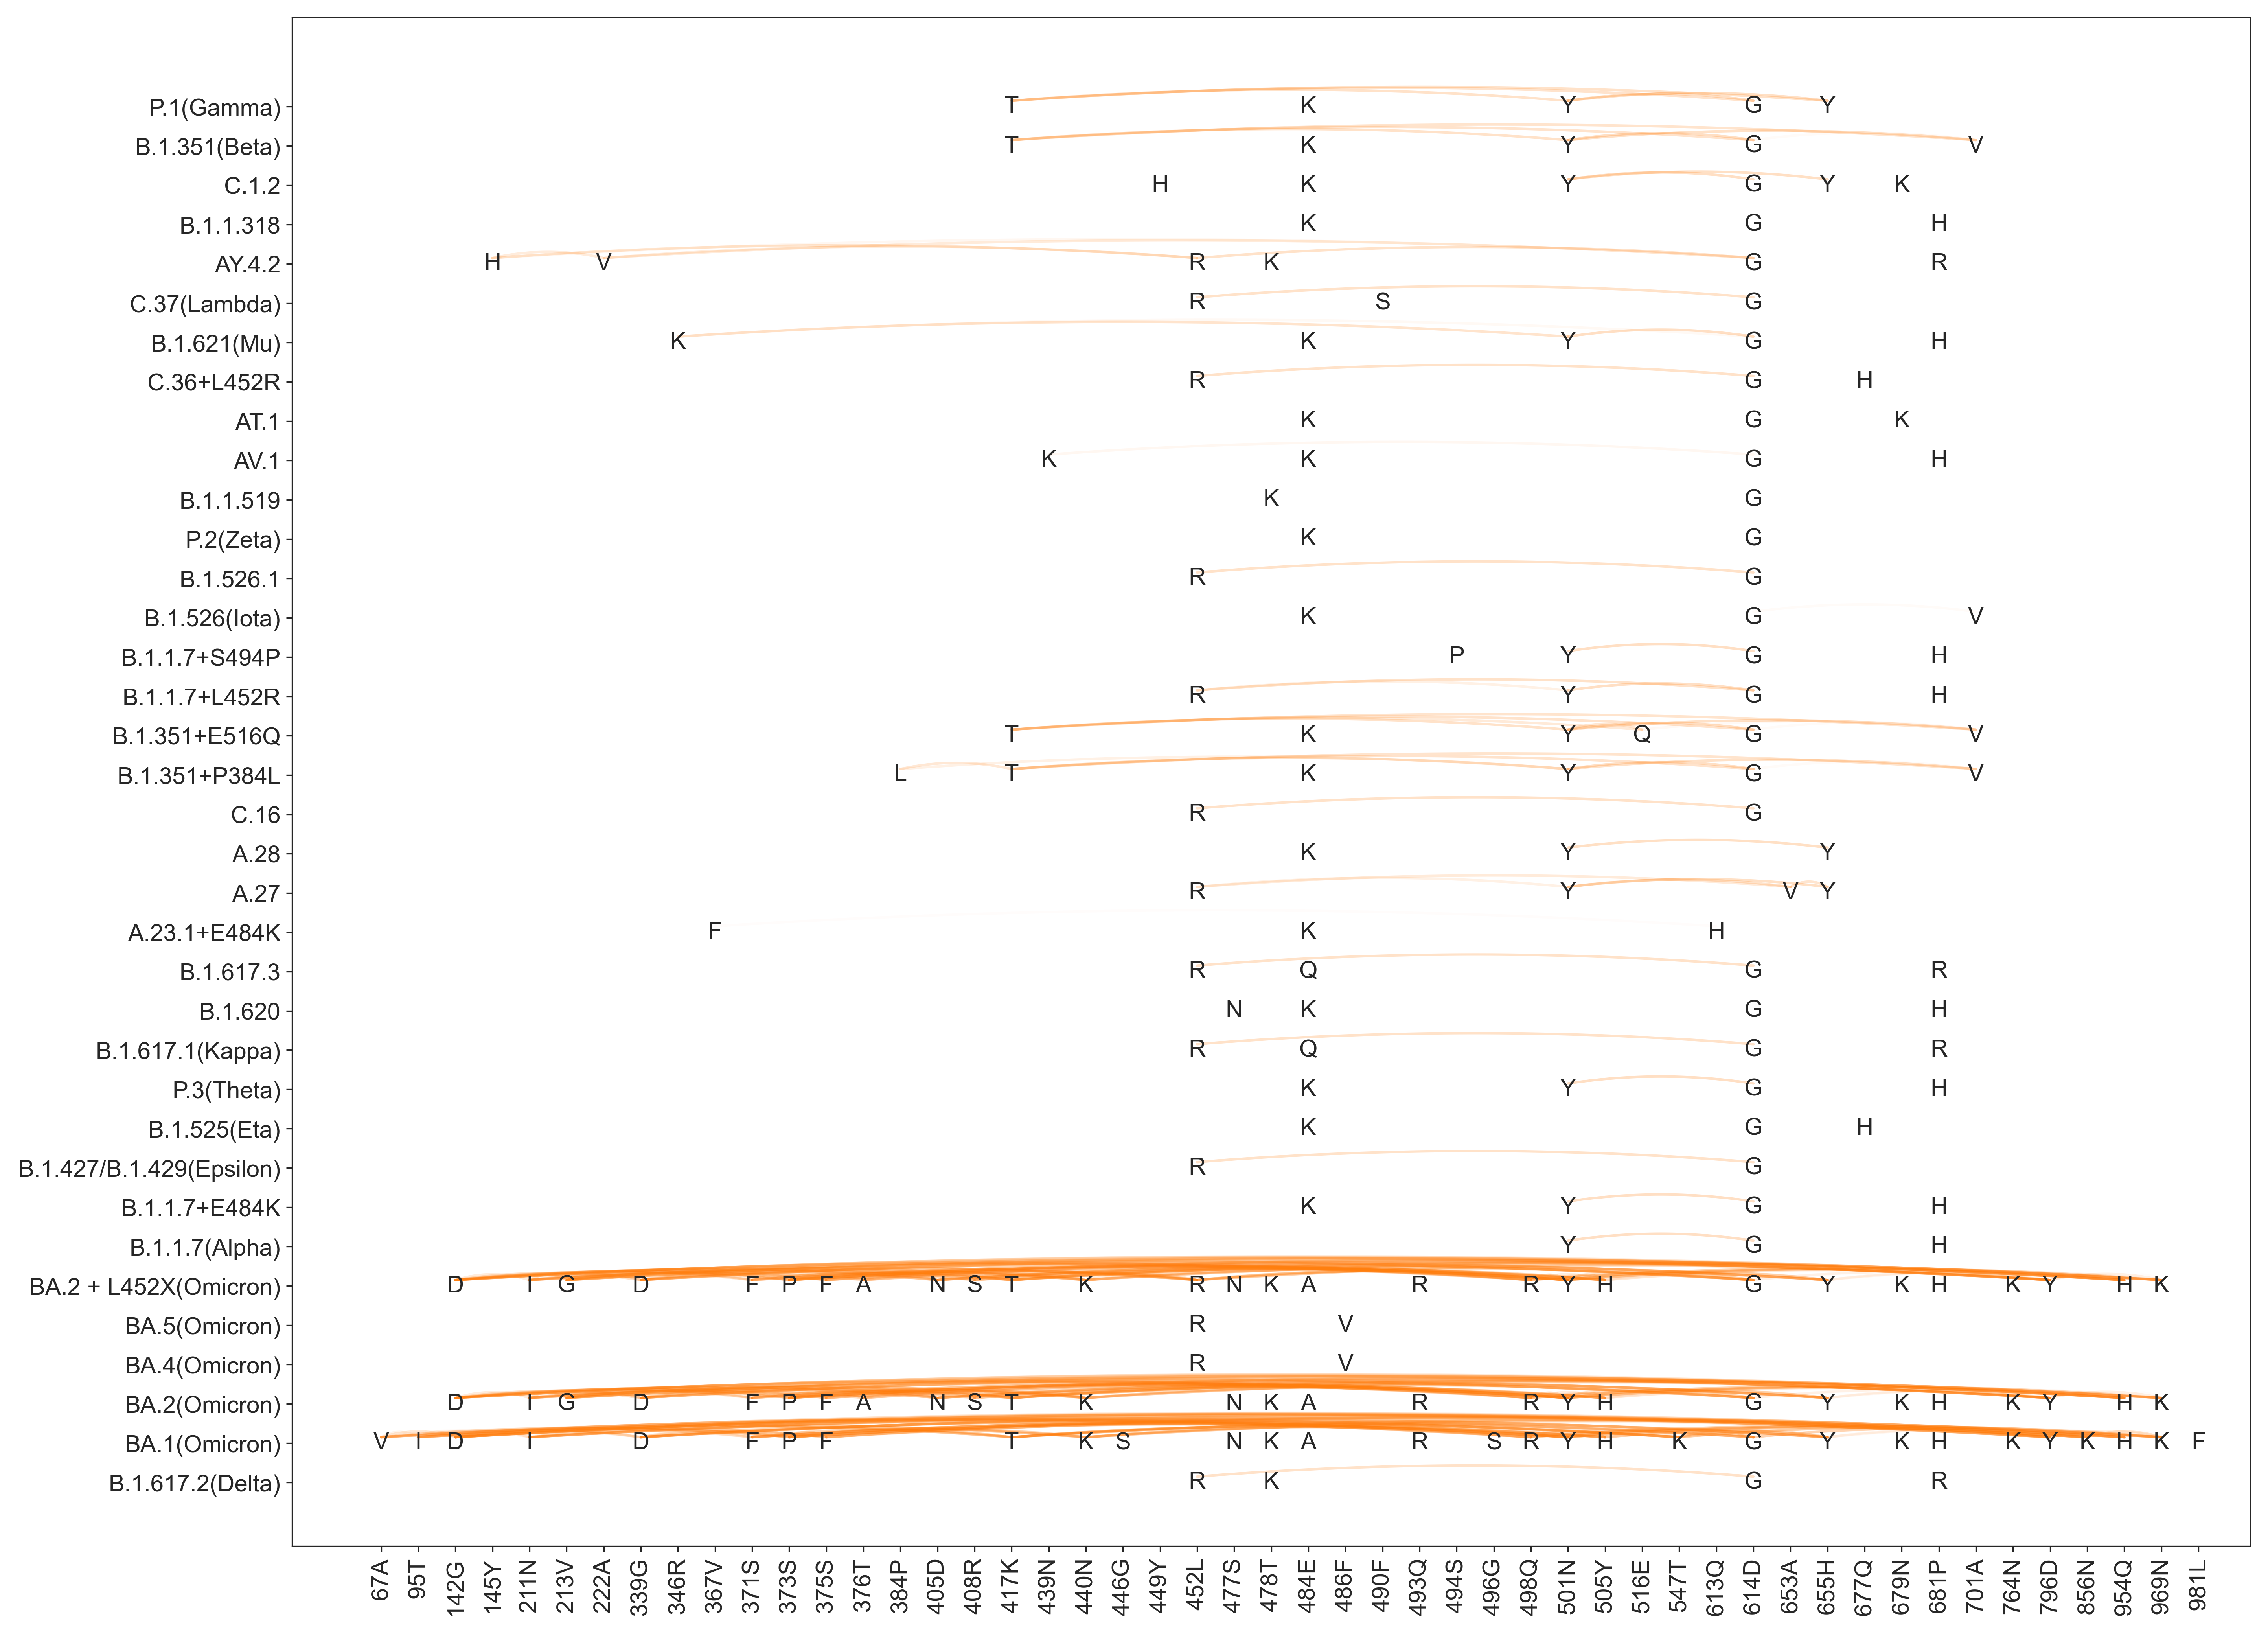 P.1(Gamma) T K Y G Y
B.1.351(Beta) T K Y G V
C.1.2 H K Y G Y K
B.1.1.318 K G H
AY.4.2 H V R K G R
C.37(Lambda) R S G
B.1.621(Mu) K K Y G H
C.36+L452R R G H
AT.1 K G K
AV.1 K K G H
B.1.1.519 K G
P.2(Zeta) K G
B.1.526.1 R G
B.1.526(Iota) K G V
B.1.1.7+S494P P Y G H
B.1.1.7+L452R R Y G H
B.1.351+E516Q T K Y Q G V
B.1.351+P384L L T K Y G V
C.16 R G
A.28 K Y Y
A.27 R Y V Y
A.23.1+E484K F K H
B.1.617.3 R Q G R
B.1.620 N K G H
B.1.617.1(Kappa) R Q G R
P.3(Theta) K Y G H
B.1.525(Eta) K G H
B.1.427/B.1.429(Epsilon) R G
B.1.1.7+E484K K Y G H
B.1.1.7(Alpha) Y G H
BA.2 + L452X(Omicron) D I G D F P F A N S T K R N K A R R Y H G Y K H K Y H K
BA.5(Omicron) R V
BA.4(Omicron) R V
BA.2(Omicron) D I G D F P F A N S T K N K A R R Y H G Y K H K Y H K
BA.1(Omicron) V I D I D F P F T K S N K A R S R Y H K G Y K H K Y K H K F
B.1.617.2(Delta) R K G R
67A 95T 142G 145Y 211N 213V 222A 339G 346R 367V 371S 373S 375S 376T 384P 405D 408R 417K 439N 440N 446G 449Y 452L 477S 478T 484E 486F 490F 493Q 494S 496G 498Q 501N 505Y 516E 547T 613Q 614D 653A 655H 677Q 679N 681P 701A 764N 796D 856N 954Q 969N 981L